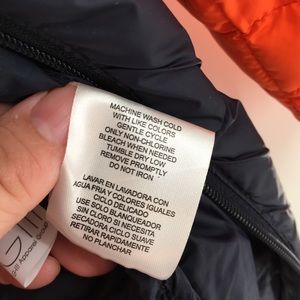 MACHINE WASH COLD
WITH LIKE COLORS
GENTLE CYCLE
ONLY NON-CHLORINE
BLEACH WHEN NEEDED
TUMBLE DRY LOW
REMOVE PROMPTLY
DO NOT IRON
LAVAR EN LAVADORA CON
AGUA FRIA Y COLORES IGUALES
CICLO DELICADO
USE SOLO BLANQUEADOR
SIN CLORO SI NECESITA
SECADORA CICLO SUAVE
RETIRAR RAPIDAMENTE
NO PLANCHAR
Apparel